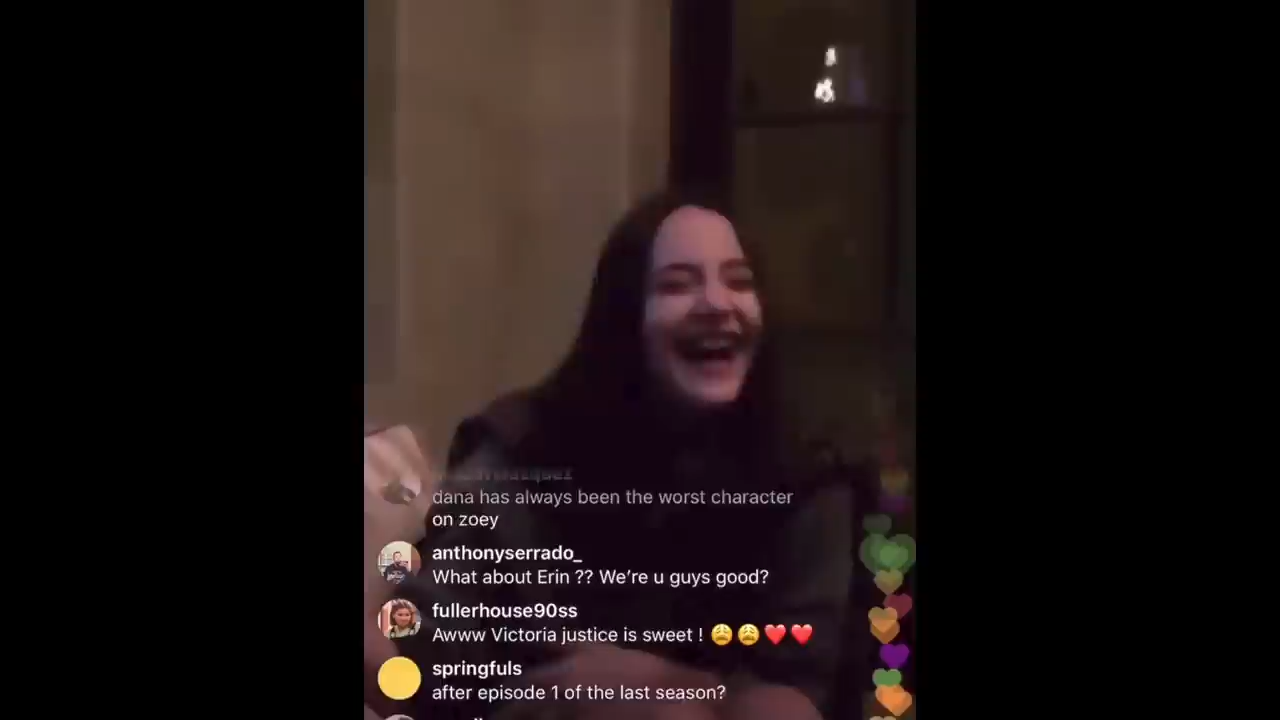 dana has always been the worst character
on zoey
anthonyserrado_
What about Erin ?? We’re u guys good?
fullerhouse90ss
Awww Victoria justice is sweet ! 😩😩❤️❤️
springfuls
after episode 1 of the last season?